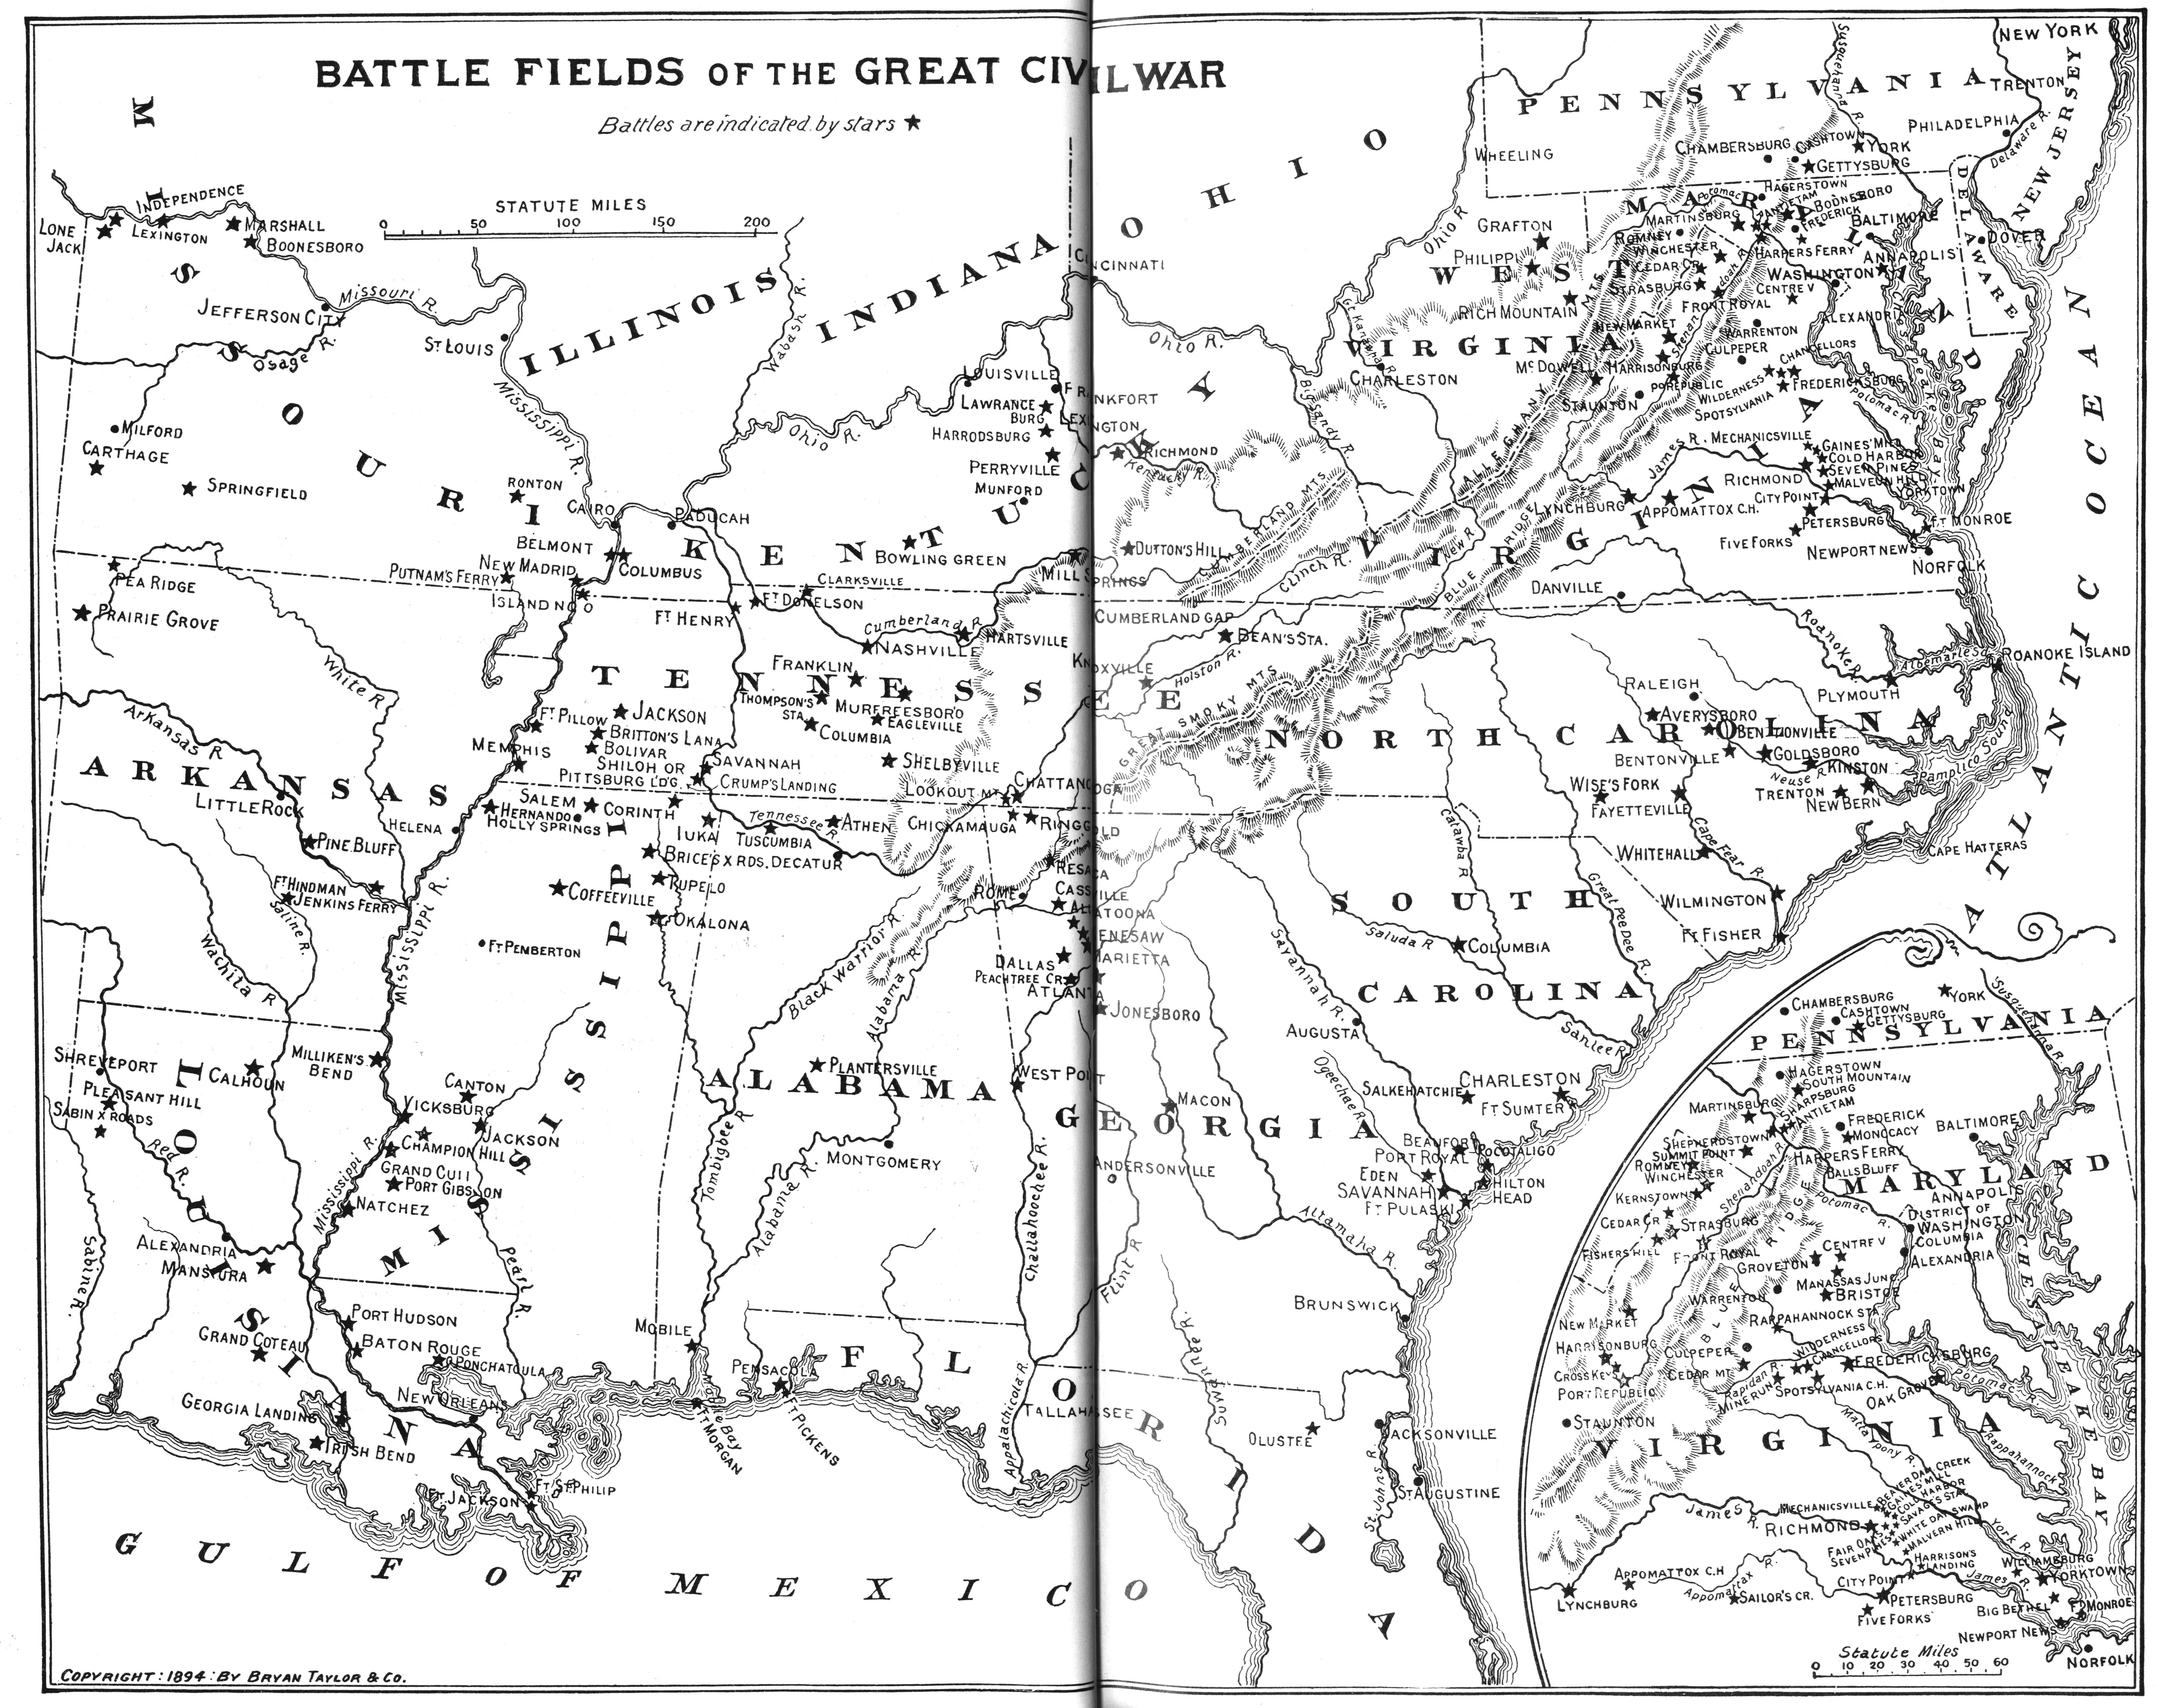 BATTLE FIELDS OF THE GREAT CIVIL WAR
Battles are indicated by stars ★
STATUTE MILES
0 50 100 150 200
MISSOURI
INDEPENDENCE
LONE JACK
LEXINGTON
MARSHALL
BOONESBORO
JEFFERSON CITY
Missouri R.
Osage R.
ST LOUIS
Mississippi R.
MILFORD
CARTHAGE
SPRINGFIELD
RONTON
CAIRO
BELMONT
NEW MADRID
PUTNAM'S FERRY
ISLAND NO O
ILLINOIS
INDIANA
Wabash R.
OHIO
CINCINNATI
Ohio R.
KENTUCKY
LOUISVILLE
FRANKFORT
LAWRANCE BURG
LEXINGTON
HARRODSBURG
PERRYVILLE
MUNFORD
RICHMOND
Kentucky R.
PADUCAH
COLUMBUS
BOWLING GREEN
MILL SPRINGS
DUTTON'S HILL
CUMBERLAND MTS.
Big Sandy R.
Ohio R.
CUMBERLAND GAP
TENNESSEE
CLARKSVILLE
FT DONELSON
FT HENRY
Cumberland R.
HARTSVILLE
NASHVILLE
FRANKLIN
THOMPSON'S STA.
MURFREESBORO
EAGLEVILLE
COLUMBIA
SHELBYVILLE
KNOXVILLE
BEAN'S STA.
Holston R.
Clinch R.
GREAT SMOKY MTS
FT PILLOW
JACKSON
BRITTON'S LANA
BOLIVAR
MEMPHIS
SHILOH OR
PITTSBURG L'D'G.
SAVANNAH
CRUMP'S LANDING
LOOKOUT MT.
CHATTANOOGA
ARKANSAS
PEA RIDGE
PRAIRIE GROVE
White R.
Arkansas R
LITTLE ROCK
PINE BLUFF
HELENA
FT HINDMAN
JENKINS FERRY
Saline R.
Wachita R
MISSISSIPPI
SALEM
HERNANDO
HOLLY SPRINGS
CORINTH
IUKA
BRICE'S X RDS.
TUPELO
COFFEEVILLE
OKALONA
FT PEMBERTON
Mississippi R.
CANTON
VICKSBURG
JACKSON
CHAMPION HILL
GRAND GULF
PORT GIBSON
NATCHEZ
Mississippi R.
Pearl R.
ALABAMA
Tennessee R.
TUSCUMBIA
ATHEN
DECATUR
Black Warrior R.
Alabama R.
PLANTERSVILLE
MONTGOMERY
Tombigbee R
Alabama R.
MOBILE
Mobile Bay
FT MORGAN
LOUISIANA
SHREVEPORT
PLEASANT HILL
SABIN X ROADS
CALHOUN
MILLIKEN'S BEND
Red R.
Sabine R.
ALEXANDRIA
MANSURA
PORT HUDSON
BATON ROUGE
PONCHATOULA
GRAND COTEAU
NEW ORLEANS
GEORGIA LANDING
IRISH BEND
FT JACKSON
FT ST PHILIP
GEORGIA
CHICKAMAUGA
RINGGOLD
RESACA
ROME
CASSVILLE
ALLATOONA
KENESAW
MARIETTA
DALLAS
PEACHTREE CR.
ATLANTA
JONESBORO
WEST POINT
MACON
ANDERSONVILLE
Challahoochee R.
Flint R
AUGUSTA
Savannah R.
Ogeechae R.
EDEN
SAVANNAH
FT PULASKI
Altamaha R.
BRUNSWICK
FLORIDA
PENSACOLA
FT PICKENS
Appalachicola R.
TALLAHASSEE
Suwannee R.
OLUSTEE
JACKSONVILLE
ST AUGUSTINE
St. Johns R.
GULF OF MEXICO
SOUTH CAROLINA
Catawba R
Saluda R
COLUMBIA
Great Pee Dee R.
Santee R
SALKEHATCHIE
CHARLESTON
FT SUMTER
BEAUFORT
PORT ROYAL
POCOTALIGO
HILTON HEAD
NORTH CAROLINA
RALEIGH
AVERYSBORO
BENTONVILLE
BENTONVILLE
GOLDSBORO
KINSTON
Neuse R
WISE'S FORK
FAYETTEVILLE
TRENTON
NEW BERN
Cape Fear R.
WHITEHALL
WILMINGTON
FT FISHER
CAPE HATTERAS
Pamplico Sound
Albemarle Sd.
ROANOKE ISLAND
Roanoke R.
PLYMOUTH
ATLANTIC OCEAN
PENNSYLVANIA
Susquehanna R.
NEW YORK
TRENTON
PHILADELPHIA
Delaware R.
NEW JERSEY
CHAMBERSBURG
CASHTOWN
YORK
GETTYSBURG
DELAWARE
DOVER
MARYLAND
Potomac
HAGERSTOWN
BOONSBORO
ANTIETAM
FREDERICK
BALTIMORE
ANNAPOLIS
WASHINGTON
WHEELING
WEST VIRGINIA
GRAFTON
PHILIPPI
RICH MOUNTAIN
CHARLESTON
Gt. Kanawha R.
MARTINSBURG
ROMNEY
WINCHESTER
HARPERS FERRY
CEDAR CR.
STRASBURG
CENTREV
FRONT ROYAL
ALEXANDRIA
NEW MARKET
WARRENTON
CULPEPER
CHANCELLORS
Mc DOWELL
HARRISONBURG
PO REPUBLIC
WILDERNESS
FREDERICKSBURG
SPOTSYLVANIA
STAUNTON
Potomac R.
VIRGINIA
ALLEGHANY MTS
BLUE RIDGE
New R.
James R.
MECHANICSVILLE
GAINES' MILL
COLD HARBOR
SEVEN PINES
MALVERN HILL
RICHMOND
YORKTOWN
CITY POINT
LYNCHBURG
APPOMATTOX C.H.
PETERSBURG
FIVE FORKS
FT MONROE
NEWPORT NEWS
NORFOLK
DANVILLE
PENNSYLVANIA
CHAMBERSBURG
CASHTOWN
GETTYSBURG
YORK
Susquehanna R.
HAGERSTOWN
SOUTH MOUNTAIN
SHARPSBURG
ANTIETAM
MARTINSBURG
FREDERICK
MONOCACY
BALTIMORE
SHEPHERDSTOWN
SUMMIT POINT
ROMNEY
WINCHESTER
HARPERS FERRY
BALLS BLUFF
MARYLAND
KERNSTOWN
Shenandoah R.
Potomac R.
ANNAPOLIS
DISTRICT OF
WASHINGTON
COLUMBIA
ALEXANDRIA
CEDAR CR
STRASBURG
FISHERS HILL
FRONT ROYAL
CENTREV
GROVETON
MANASSAS JUNC
BRISTOE
WARRENTON
RAPPAHANNOCK STA
NEW MARKET
BLUE RIDGE
HARRISONBURG
CULPEPER
WILDERNESS
CHANCELLORS
FREDERICKSBURG
CROSS KEYS
PORT REPUBLIC
CEDAR MT
Rapidan R.
MINE RUN
SPOTSYLVANIA C.H.
OAK GROVE
Potomac R.
STAUNTON
VIRGINIA
Mattapony R.
Rappahannock
CHESAPEAKE BAY
James R.
MECHANICSVILLE
BEAVER DAM CREEK
GAINES MILL
COLD HARBOR
SAVAGES STA.
RICHMOND
FAIR OAKS
SEVEN PINES
WHITE OAK SWAMP
MALVERN HILL
York R.
HARRISON'S LANDING
WILLIAMSBURG
YORKTOWN
APPOMATTOX C.H
Appomattox R.
LYNCHBURG
SAILOR'S CR.
CITY POINT
James R.
PETERSBURG
FIVE FORKS
BIG BETHEL
FT MONROE
NEWPORT NEWS
NORFOLK
Statute Miles
0 10 20 30 40 50 60
COPYRIGHT: 1894: BY BRYAN TAYLOR & CO.